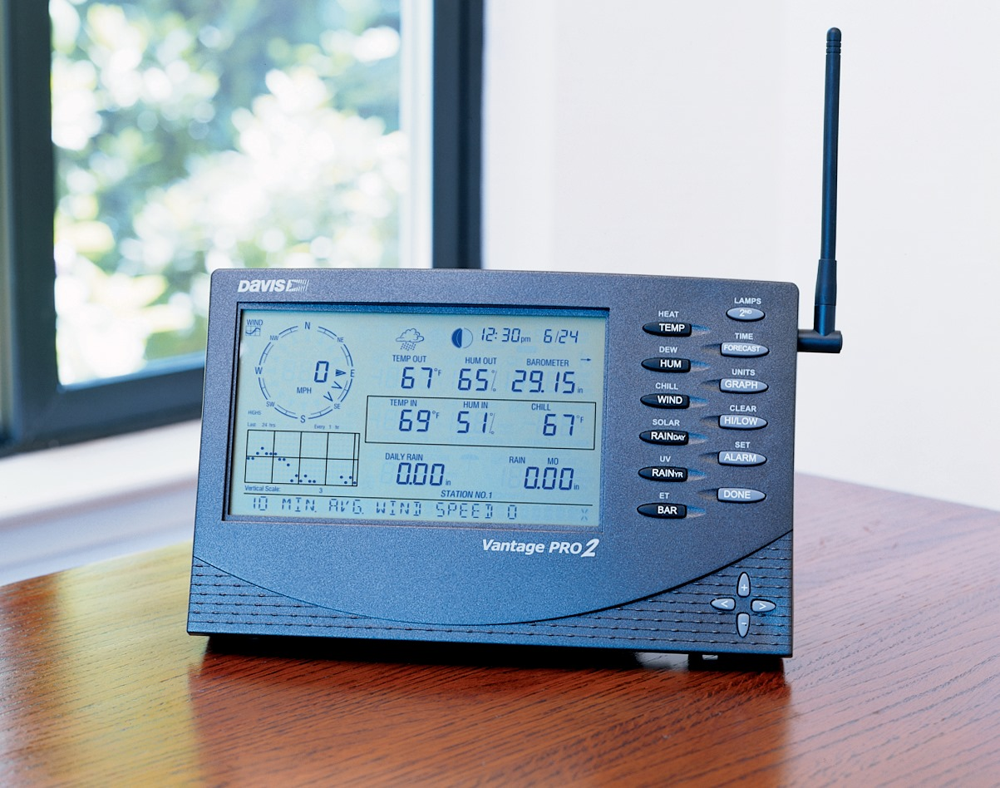 DAVIS
WIND
N
NW
NE
W
E
SW
SE
S
0
MPH
HIGHS
12:30pm 6/24
TEMP OUT HUM OUT BAROMETER
67°F 65% 29.15in
TEMP IN HUM IN CHILL
69°F 51% 67°F
DAILY RAIN RAIN MO
0.00in 0.00in
Last 24 hrs Every 1 hr
Vertical Scale: 3
STATION NO.1
10 MIN. AVG. WIND SPEED 0 X
Vantage PRO2
HEAT
TEMP
DEW
HUM
CHILL
WIND
SOLAR
RAINDAY
UV
RAINYR
ET
BAR
LAMPS
2ND
TIME
FORECAST
UNITS
GRAPH
CLEAR
HI/LOW
SET
ALARM
DONE
+
< >
-